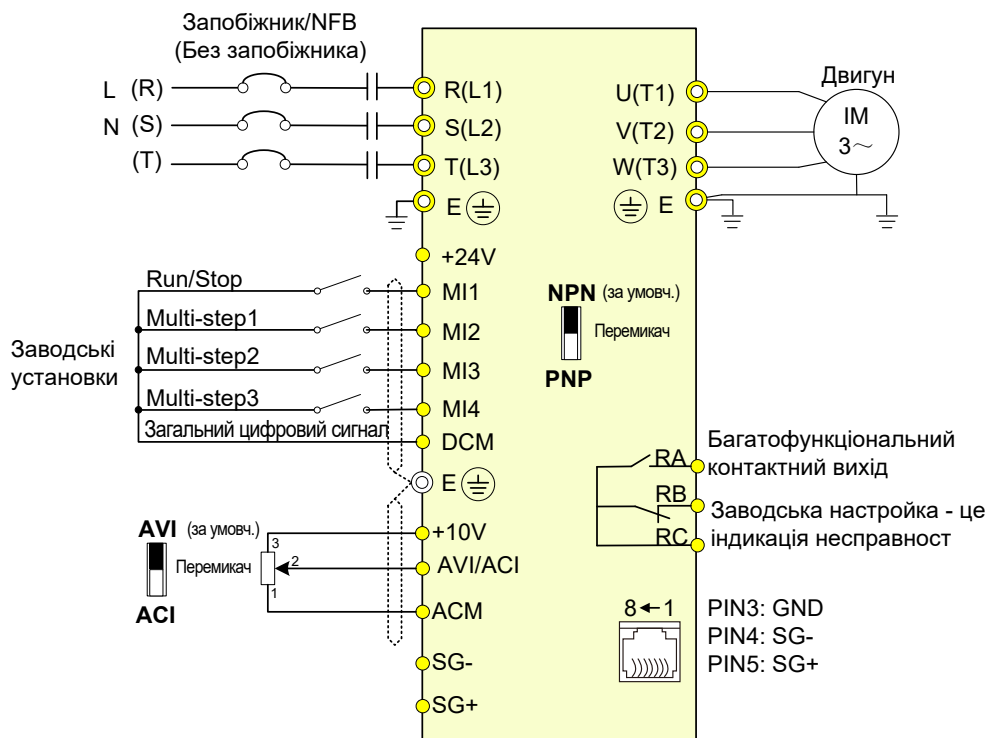 Запобіжник/NFB
(Без запобіжника)
L (R)
N (S)
(T)
R(L1)
S(L2)
T(L3)
E
U(T1)
V(T2)
W(T3)
E
Двигун
IM
3~
+24V
Заводські
установки
Run/Stop
MI1
Multi-step1
MI2
Multi-step2
MI3
Multi-step3
MI4
Загальний цифровий сигнал
DCM
E
NPN (за умовч.)
Перемикач
PNP
RA
RB
RC
Багатофункціональний
контактний вихід
Заводська настройка - це
індикація несправност
AVI (за умовч.)
Перемикач
ACI
3
2
1
+10V
AVI/ACI
ACM
SG-
SG+
8←1
PIN3: GND
PIN4: SG-
PIN5: SG+